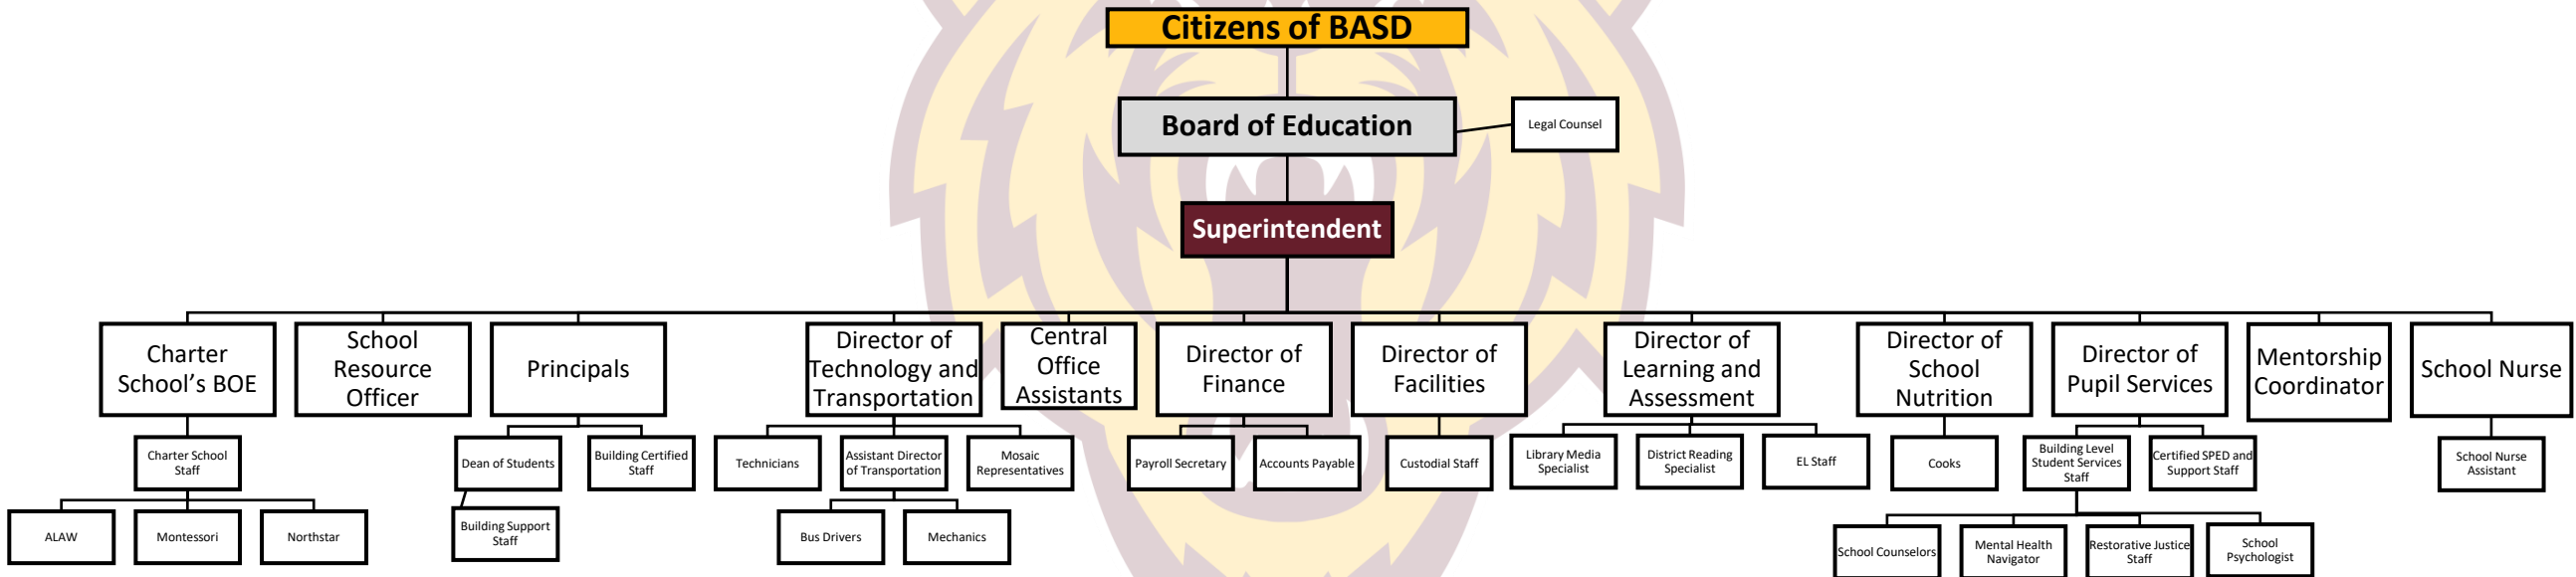 Citizens of BASD
Board of Education
Legal Counsel
Superintendent
Charter
School’s BOE
School
Resource
Officer
Principals
Director of
Technology and
Transportation
Central
Office
Assistants
Director of
Finance
Director of
Facilities
Director of
Learning and
Assessment
Director of
School
Nutrition
Director of
Pupil Services
Mentorship
Coordinator
School Nurse
Charter School
Staff
Dean of Students
Building Certified
Staff
Technicians
Assistant Director
of Transportation
Mosaic
Representatives
Payroll Secretary
Accounts Payable
Custodial Staff
Library Media
Specialist
District Reading
Specialist
EL Staff
Cooks
Building Level
Student Services
Staff
Certified SPED and
Support Staff
School Nurse
Assistant
ALAW
Montessori
Northstar
Building Support
Staff
Bus Drivers
Mechanics
School Counselors
Mental Health
Navigator
Restorative Justice
Staff
School
Psychologist